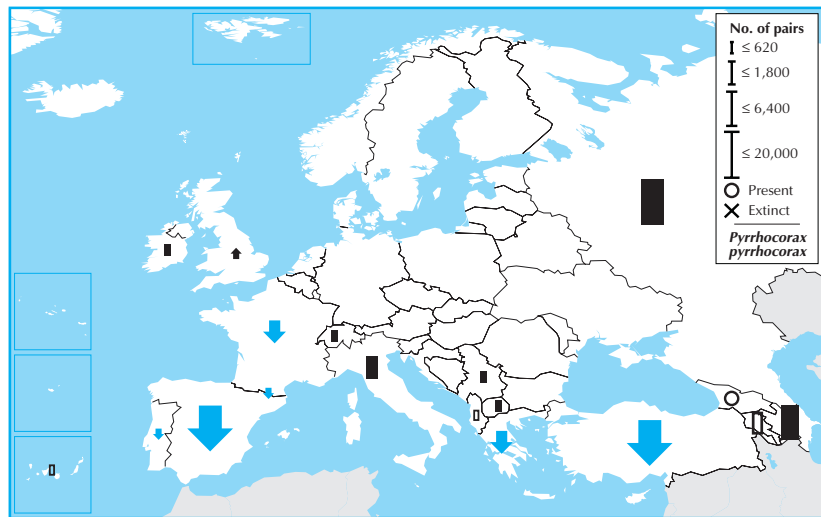 No. of pairs
≤ 620
≤ 1,800
≤ 6,400
≤ 20,000
Present
Extinct
Pyrrhocorax
pyrrhocorax